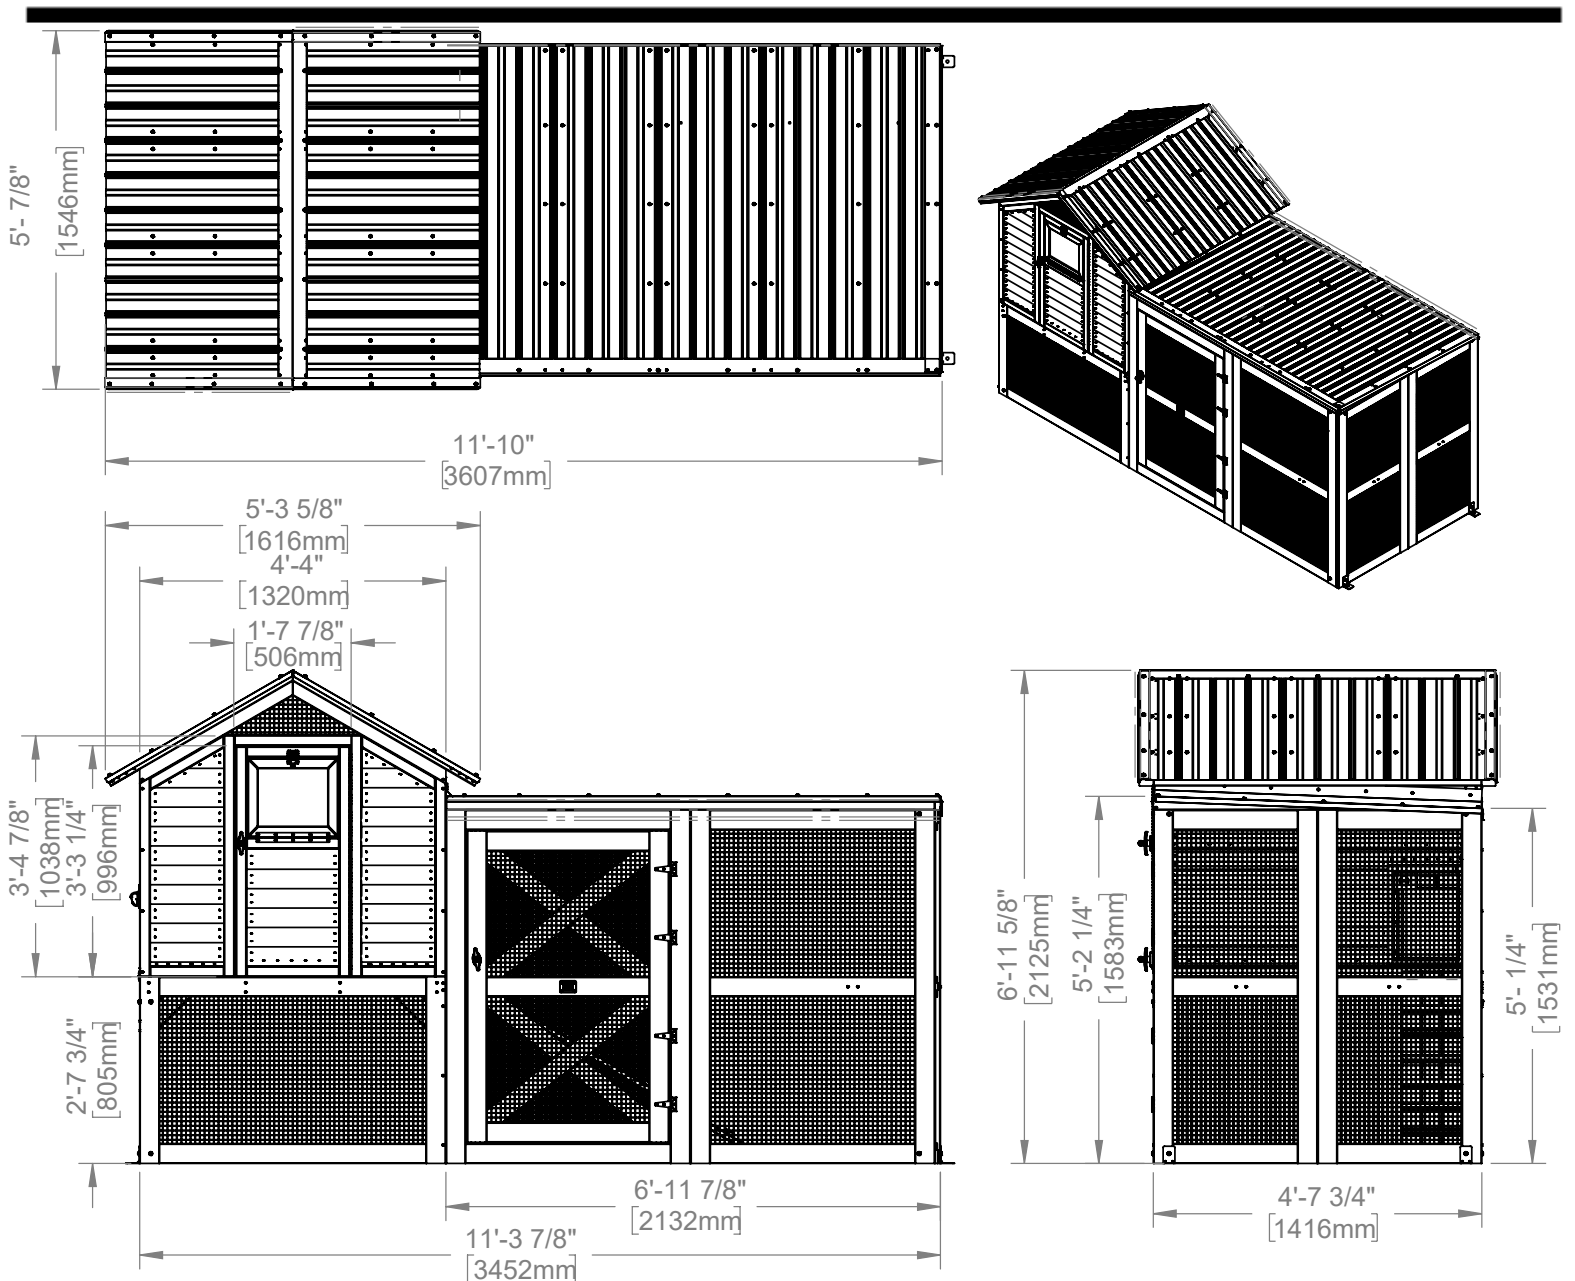 5'- 7/8"
[1546mm]
11'-10"
[3607mm]
5'-3 5/8"
[1616mm]
4'-4"
[1320mm]
1'-7 7/8"
[506mm]
3'-4 7/8"
[1038mm]
3'-3 1/4"
[996mm]
2'-7 3/4"
[805mm]
6'-11 7/8"
[2132mm]
11'-3 7/8"
[3452mm]
6'-11 5/8"
[2125mm]
5'-2 1/4"
[1583mm]
5'- 1/4"
[1531mm]
4'-7 3/4"
[1416mm]